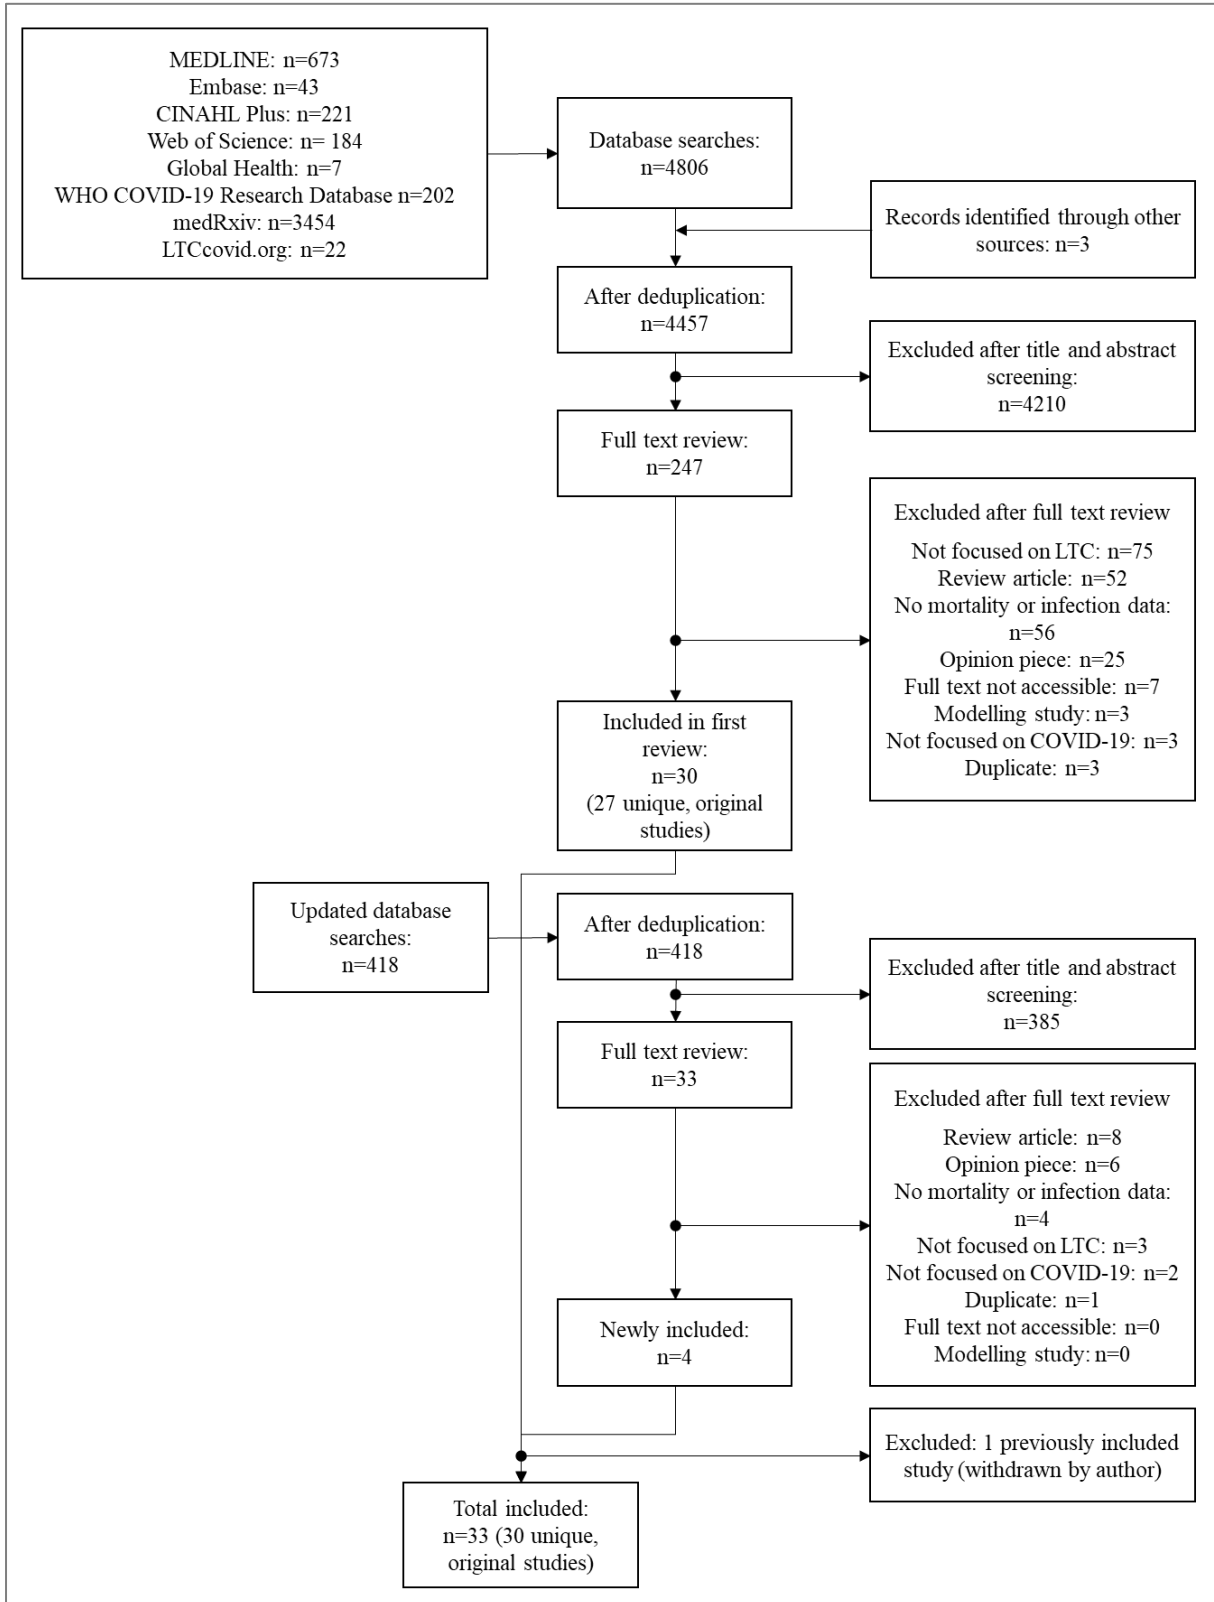 MEDLINE: n=673
Embase: n=43
CINAHL Plus: n=221
Web of Science: n= 184
Global Health: n=7
WHO COVID-19 Research Database n=202
medRxiv: n=3454
LTCcovid.org: n=22
Database searches:
n=4806
Records identified through other
sources: n=3
After deduplication:
n=4457
Excluded after title and abstract
screening:
n=4210
Full text review:
n=247
Excluded after full text review
Not focused on LTC: n=75
Review article: n=52
No mortality or infection data:
n=56
Opinion piece: n=25
Full text not accessible: n=7
Modelling study: n=3
Not focused on COVID-19: n=3
Duplicate: n=3
Included in first
review:
n=30
(27 unique, original
studies)
Updated database
searches:
n=418
After deduplication:
n=418
Excluded after title and abstract
screening:
n=385
Full text review:
n=33
Excluded after full text review
Review article: n=8
Opinion piece: n=6
No mortality or infection data:
n=4
Not focused on LTC: n=3
Not focused on COVID-19: n=2
Duplicate: n=1
Full text not accessible: n=0
Modelling study: n=0
Newly included:
n=4
Excluded: 1 previously included
study (withdrawn by author)
Total included:
n=33 (30 unique,
original studies)